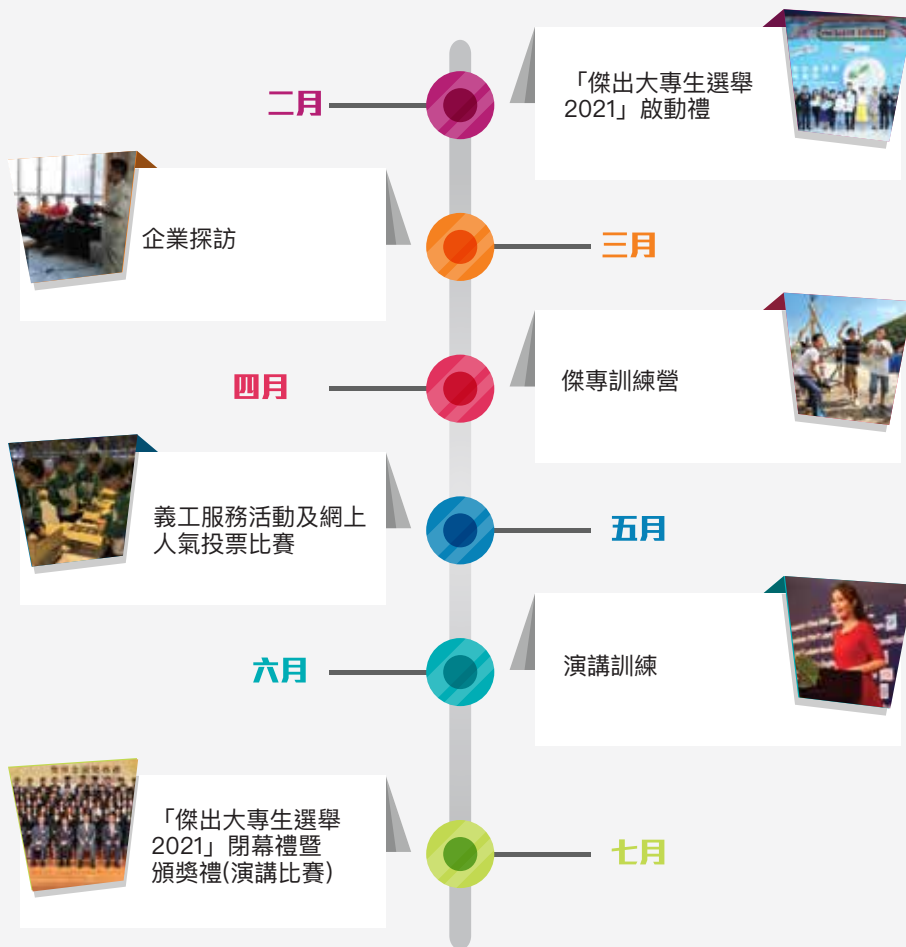 二月
「傑出大專生選舉
2021」啟動禮
企業探訪
三月
四月
傑專訓練營
義工服務活動及網上
人氣投票比賽
五月
六月
演講訓練
「傑出大專生選舉
2021」閉幕禮暨
頒獎禮(演講比賽)
七月